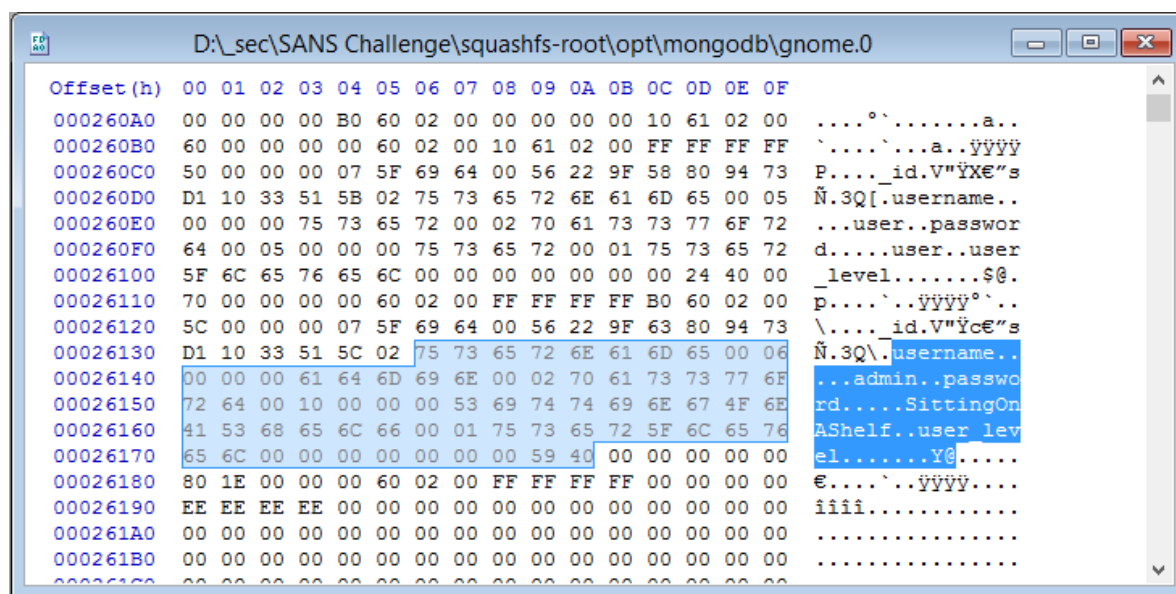 D:\_sec\SANS Challenge\squashfs-root\opt\mongodb\gnome.0
Offset(h) 00 01 02 03 04 05 06 07 08 09 0A 0B 0C 0D 0E 0F
000260A0 00 00 00 00 B0 60 02 00 00 00 00 00 10 61 02 00 ....°`.......a..
000260B0 60 00 00 00 00 60 02 00 10 61 02 00 FF FF FF FF `....`...a..ÿÿÿÿ
000260C0 50 00 00 00 07 5F 69 64 00 56 22 9F 58 80 94 73 P...._id.V"ŸX€”s
000260D0 D1 10 33 51 5B 02 75 73 65 72 6E 61 6D 65 00 05 Ñ.3Q[.username..
000260E0 00 00 00 75 73 65 72 00 02 70 61 73 73 77 6F 72 ...user..passwor
000260F0 64 00 05 00 00 00 75 73 65 72 00 01 75 73 65 72 d.....user..user
00026100 5F 6C 65 76 65 6C 00 00 00 00 00 00 00 24 40 00 _level.......$@.
00026110 70 00 00 00 00 60 02 00 FF FF FF FF B0 60 02 00 p....`..ÿÿÿÿ°`..
00026120 5C 00 00 00 07 5F 69 64 00 56 22 9F 63 80 94 73 \...._id.V"Ÿc€”s
00026130 D1 10 33 51 5C 02 75 73 65 72 6E 61 6D 65 00 06 Ñ.3Q\.username..
00026140 00 00 00 61 64 6D 69 6E 00 02 70 61 73 73 77 6F ...admin..passwo
00026150 72 64 00 10 00 00 00 53 69 74 74 69 6E 67 4F 6E rd.....SittingOn
00026160 41 53 68 65 6C 66 00 01 75 73 65 72 5F 6C 65 76 AShelf..user_lev
00026170 65 6C 00 00 00 00 00 00 00 59 40 00 00 00 00 00 el.......Y@.....
00026180 80 1E 00 00 00 60 02 00 FF FF FF FF 00 00 00 00 €....`..ÿÿÿÿ....
00026190 EE EE EE EE 00 00 00 00 00 00 00 00 00 00 00 00 îîîî............
000261A0 00 00 00 00 00 00 00 00 00 00 00 00 00 00 00 00 ................
000261B0 00 00 00 00 00 00 00 00 00 00 00 00 00 00 00 00 ................